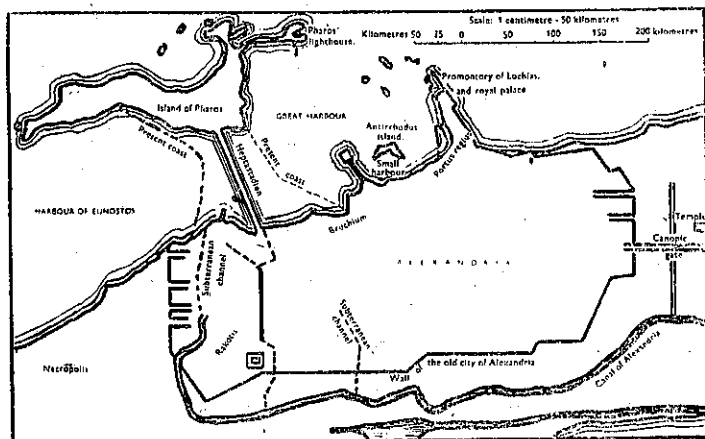 Scale: 1 centimetre - 50 kilometres
Kilometres 50 25 0 50 100 150 200 kilometres
Pharos'
lighthouse.
Promontory of Lochias,
and royal palace
Island of Pharos
GREAT HARBOUR
Antirrhodus
island.
Small
harbour
Portus regius
Present coast
Heptastadion
Present
coast
HARBOUR OF EUNOSTOS
Bruchium
Temple
Canopic
gate
ALEXANDRIA
Subterranean
channel
Subterranean
channel
Rakotis
Necropolis
Wall of the old city of Alexandria
Canal of Alexandria